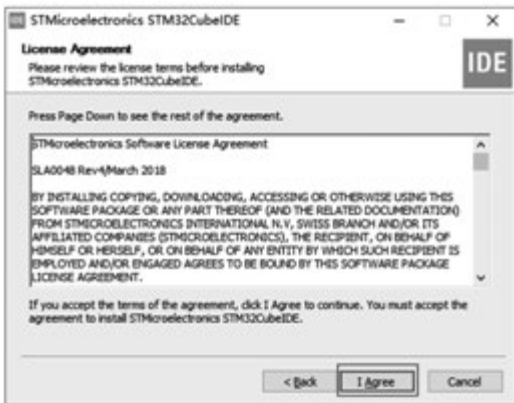 IDE STMicroelectronics STM32CubeIDE
License Agreement
Please review the license terms before installing
STMicroelectronics STM32CubeIDE.
IDE
Press Page Down to see the rest of the agreement.
STMicroelectronics Software License Agreement
SLA0048 Rev4/March 2018
BY INSTALLING COPYING, DOWNLOADING, ACCESSING OR OTHERWISE USING THIS
SOFTWARE PACKAGE OR ANY PART THEREOF (AND THE RELATED DOCUMENTATION)
FROM STMICROELECTRONICS INTERNATIONAL N.V, SWISS BRANCH AND/OR ITS
AFFILIATED COMPANIES (STMICROELECTRONICS), THE RECIPIENT, ON BEHALF OF
HIMSELF OR HERSELF, OR ON BEHALF OF ANY ENTITY BY WHICH SUCH RECIPIENT IS
EMPLOYED AND/OR ENGAGED AGREES TO BE BOUND BY THIS SOFTWARE PACKAGE
LICENSE AGREEMENT.
If you accept the terms of the agreement, click I Agree to continue. You must accept the
agreement to install STMicroelectronics STM32CubeIDE.
< Back I Agree Cancel